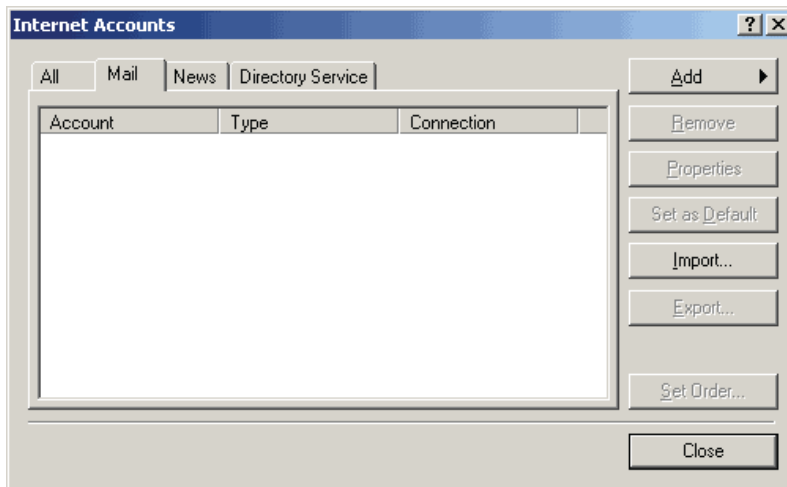 Internet Accounts
All Mail News Directory Service
Account Type Connection
Add
Remove
Properties
Set as Default
Import...
Export...
Set Order...
Close